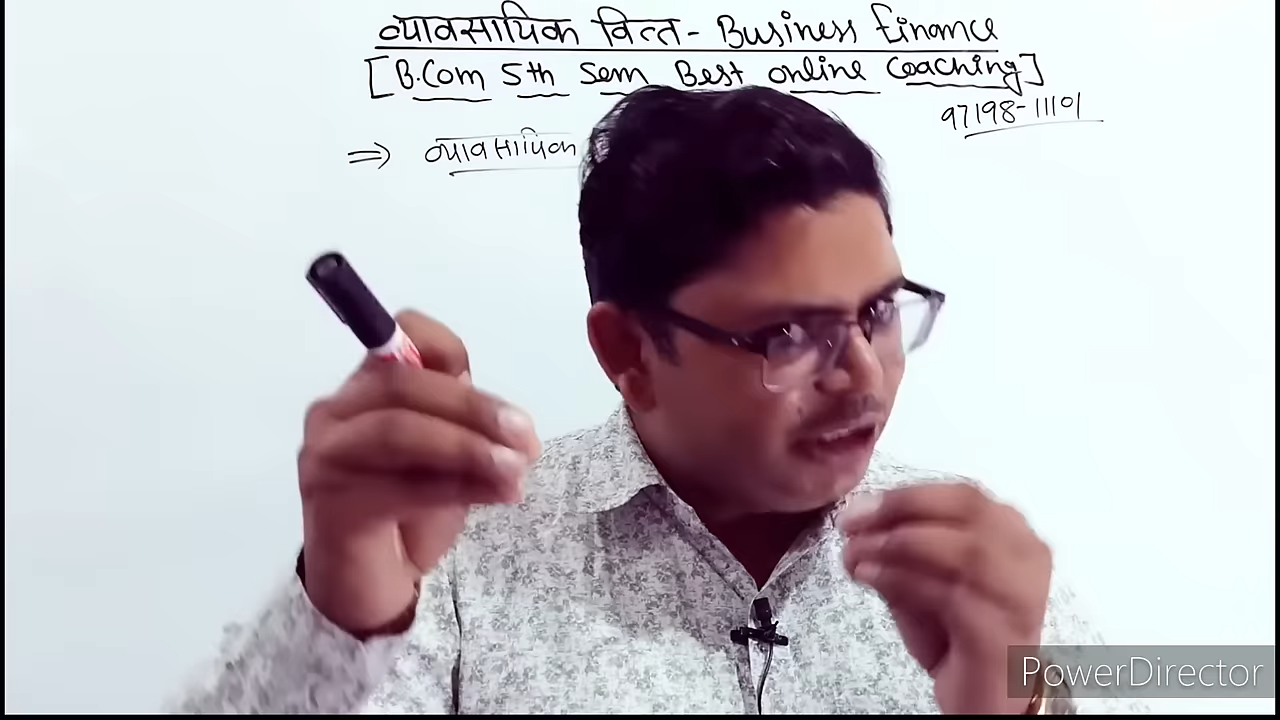 व्यावसायिक वित्त - Business Finance
[B.Com 5th Sem Best online Coaching]
97198-11101
⇒ व्यावसायिक
PowerDirector